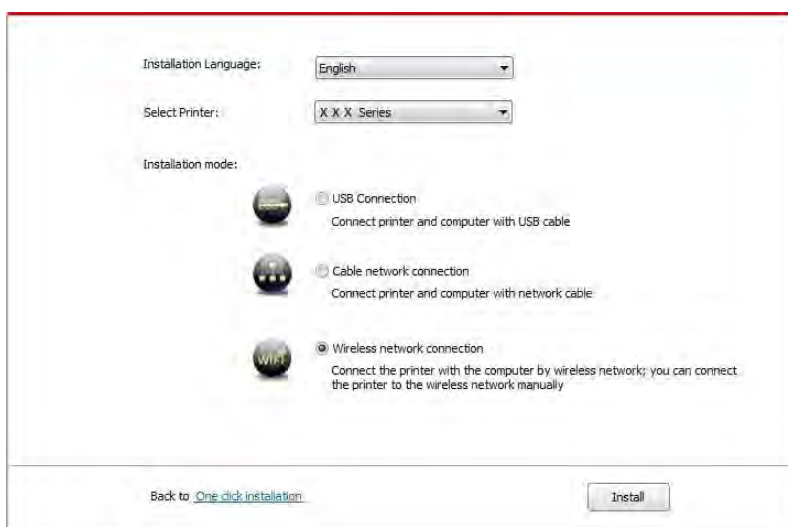 Installation Language: English
Select Printer: X X X Series
Installation mode:
USB Connection
Connect printer and computer with USB cable
Cable network connection
Connect printer and computer with network cable
WIFI
Wireless network connection
Connect the printer with the computer by wireless network; you can connect
the printer to the wireless network manually
Back to One click installation Install